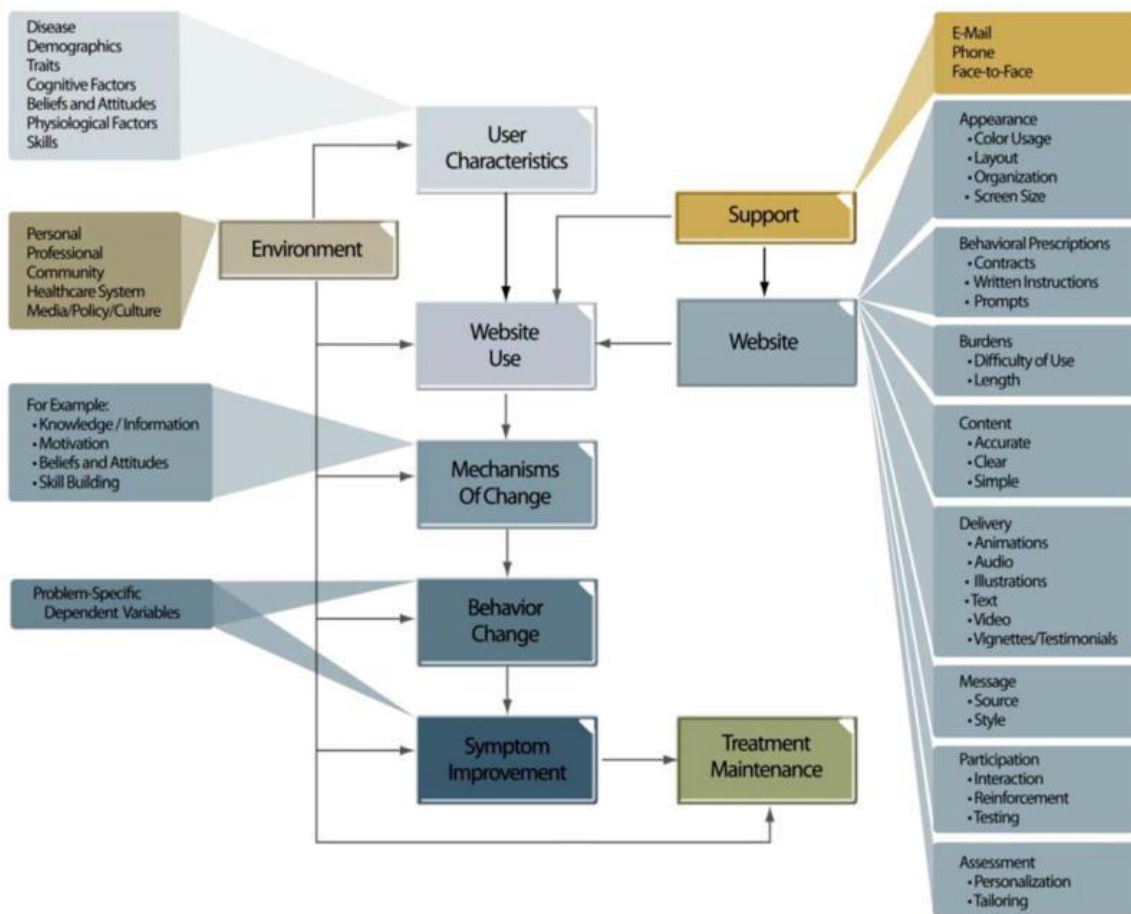 Disease
Demographics
Traits
Cognitive Factors
Beliefs and Attitudes
Physiological Factors
Skills
User
Characteristics
Personal
Professional
Community
Healthcare System
Media/Policy/Culture
Environment
Support
E-Mail
Phone
Face-to-Face
Website
Use
Website
For Example:
• Knowledge / Information
• Motivation
• Beliefs and Attitudes
• Skill Building
Mechanisms
Of Change
Problem-Specific
Dependent Variables
Behavior
Change
Symptom
Improvement
Treatment
Maintenance
Appearance
• Color Usage
• Layout
• Organization
• Screen Size
Behavioral Prescriptions
• Contracts
• Written Instructions
• Prompts
Burdens
• Difficulty of Use
• Length
Content
• Accurate
• Clear
• Simple
Delivery
• Animations
• Audio
• Illustrations
• Text
• Video
• Vignettes/Testimonials
Message
• Source
• Style
Participation
• Interaction
• Reinforcement
• Testing
Assessment
• Personalization
• Tailoring